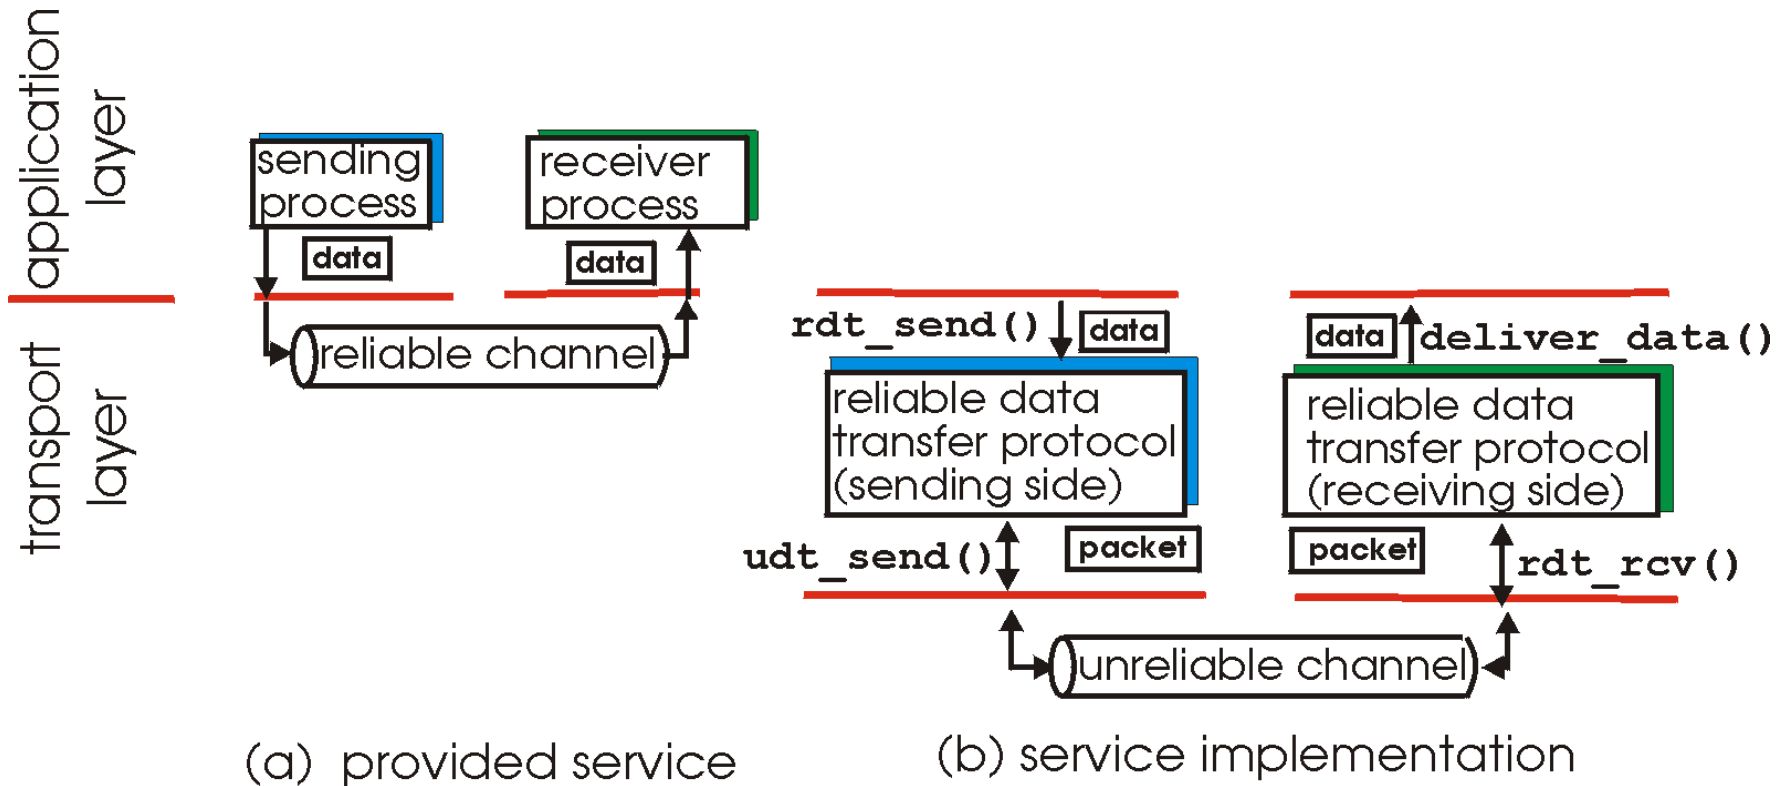 application
layer
transport
layer
sending
process
receiver
process
data
data
reliable channel
(a) provided service
rdt_send()
data
data
deliver_data()
reliable data
transfer protocol
(sending side)
reliable data
transfer protocol
(receiving side)
udt_send()
packet
packet
rdt_rcv()
unreliable channel
(b) service implementation